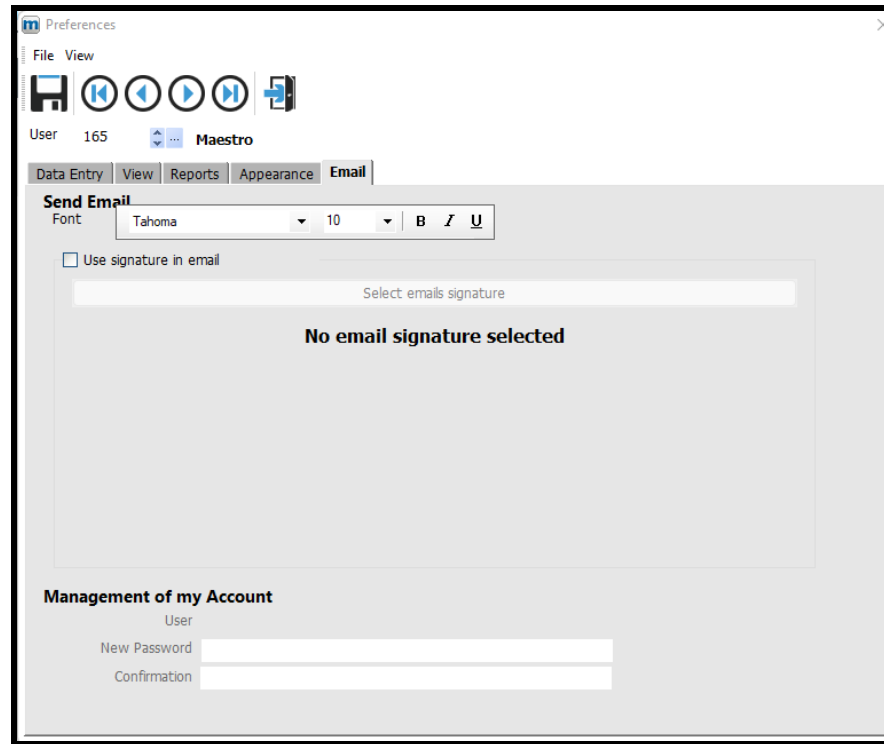 m Preferences
File View
User 165 ... Maestro
Data Entry View Reports Appearance Email
Send Email
Font Tahoma 10 B I U
Use signature in email
Select emails signature
No email signature selected
Management of my Account
User
New Password
Confirmation